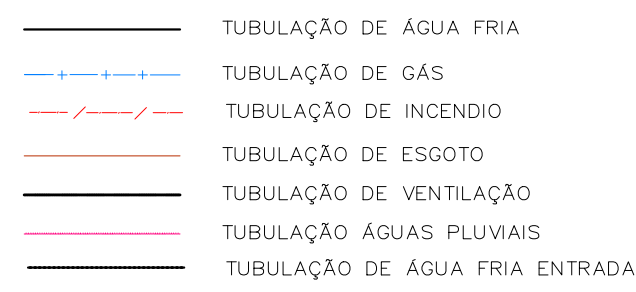 TUBULAÇÃO DE ÁGUA FRIA
TUBULAÇÃO DE GÁS
TUBULAÇÃO DE INCENDIO
TUBULAÇÃO DE ESGOTO
TUBULAÇÃO DE VENTILAÇÃO
TUBULAÇÃO ÁGUAS PLUVIAIS
TUBULAÇÃO DE ÁGUA FRIA ENTRADA